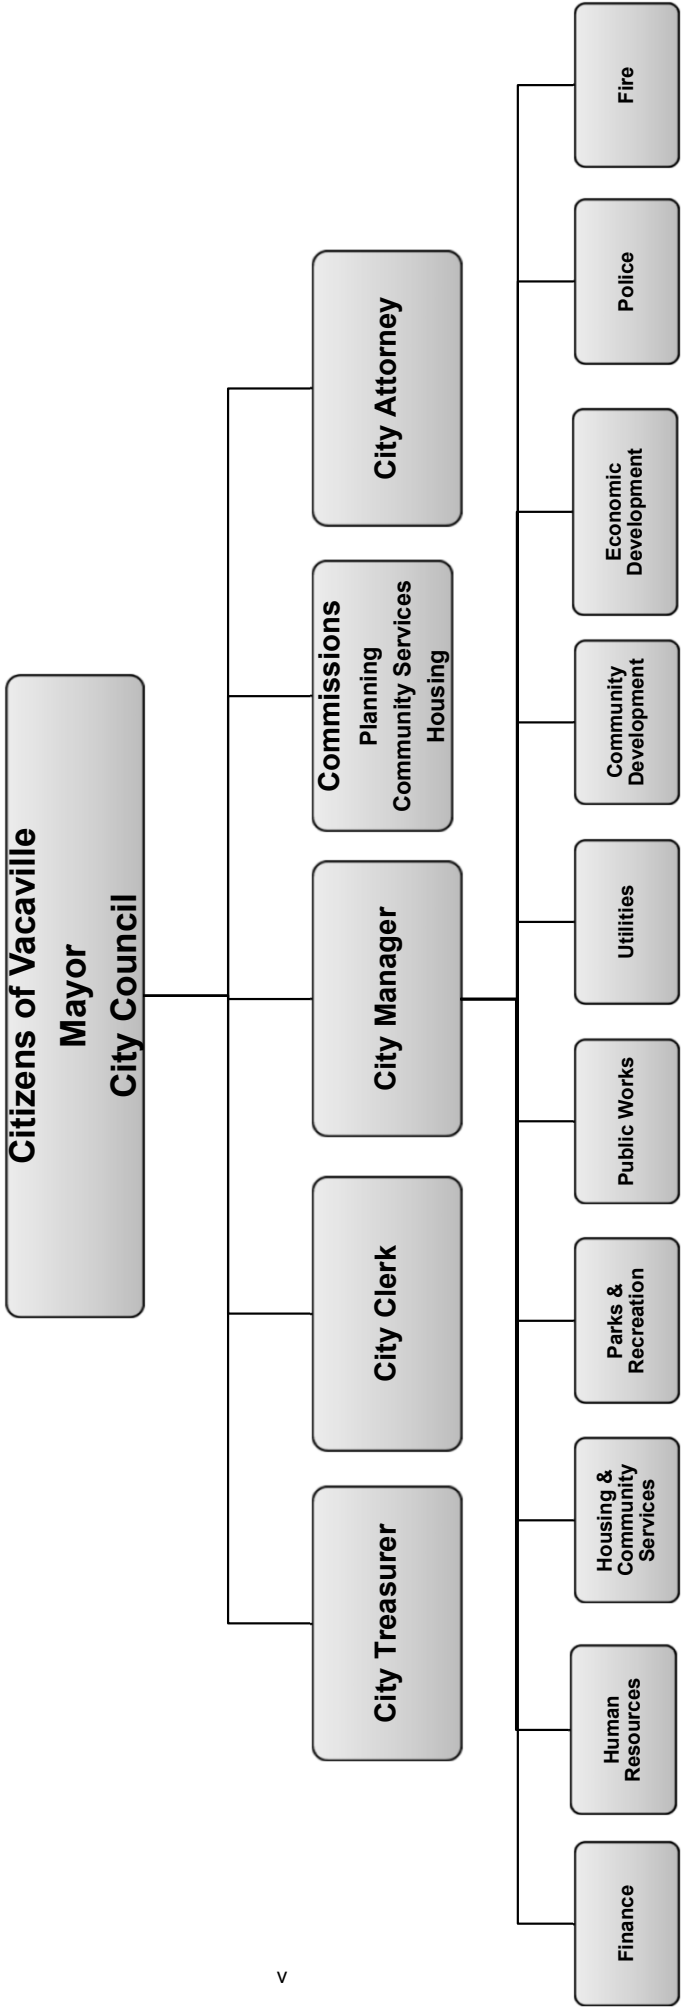 Citizens of Vacaville
Mayor
City Council
City Treasurer
City Clerk
City Manager
Commissions
Planning
Community Services
Housing
City Attorney
Finance
Human
Resources
Housing &
Community
Services
Parks &
Recreation
Public Works
Utilities
Community
Development
Economic
Development
Police
Fire
v